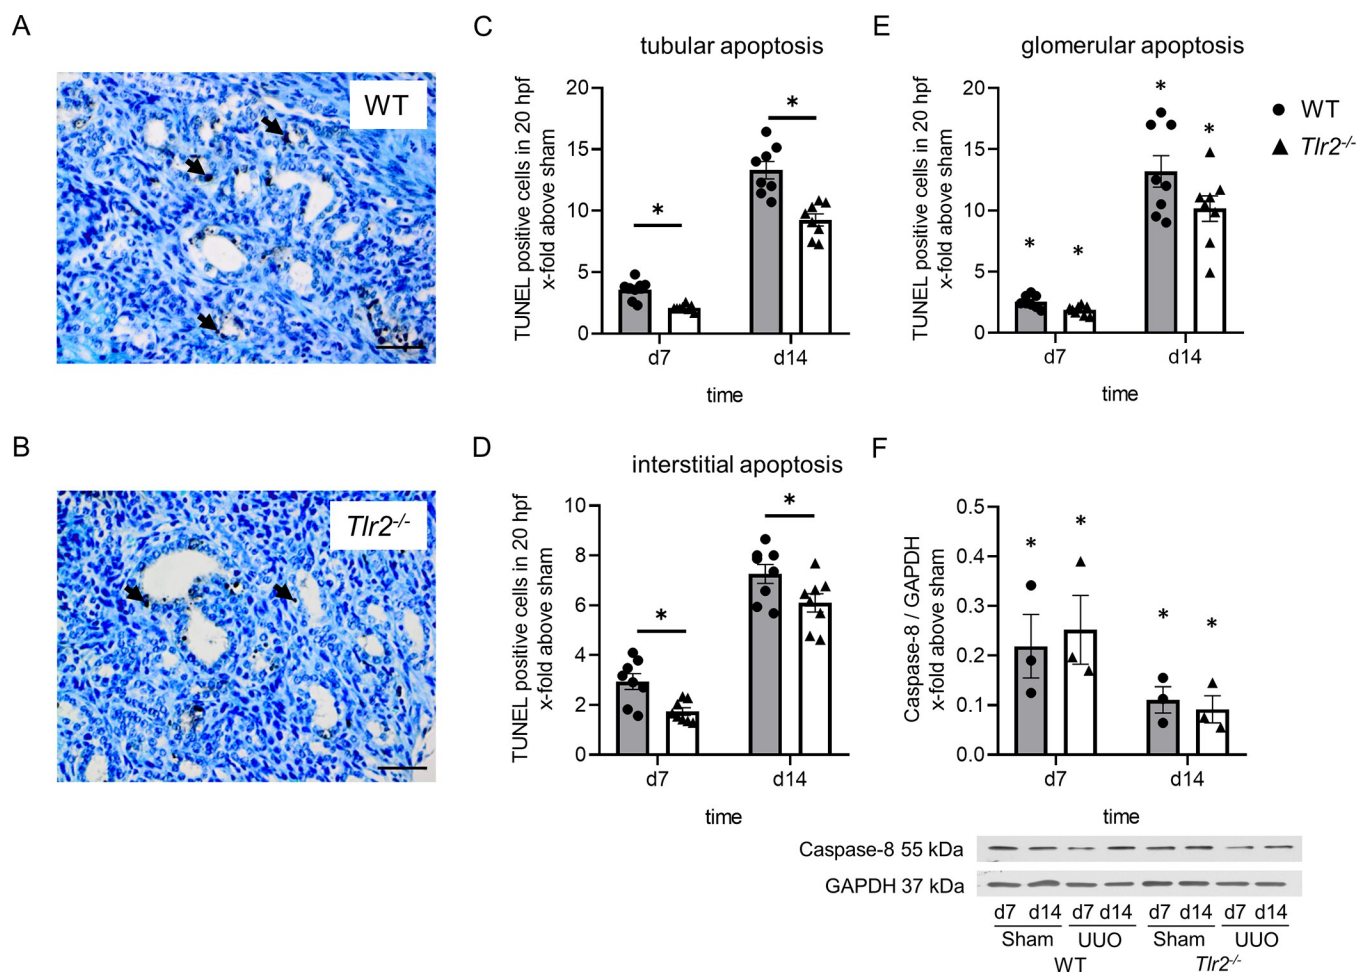 A
WT
B
Tlr2-/-
C
tubular apoptosis
TUNEL positive cells in 20 hpf
x-fold above sham
20
15
10
5
0
*
*
d7
d14
time
D
interstitial apoptosis
TUNEL positive cells in 20 hpf
x-fold above sham
10
8
6
4
2
0
*
*
d7
d14
time
E
glomerular apoptosis
TUNEL positive cells in 20 hpf
x-fold above sham
20
15
10
5
0
*
*
*
*
d7
d14
time
WT
Tlr2-/-
F
Caspase-8 / GAPDH
x-fold above sham
0.5
0.4
0.3
0.2
0.1
0.0
*
*
*
*
d7
d14
time
Caspase-8 55 kDa
GAPDH 37 kDa
d7 d14 d7 d14 d7 d14 d7 d14
Sham UUO Sham UUO
WT Tlr2-/-